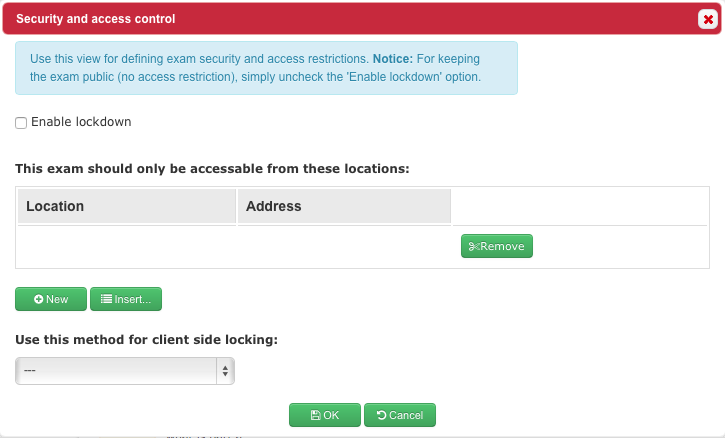 Security and access control
Use this view for defining exam security and access restrictions. Notice: For keeping
the exam public (no access restriction), simply uncheck the 'Enable lockdown' option.
Enable lockdown
This exam should only be accessable from these locations:
Location Address
Remove
New Insert...
Use this method for client side locking:
---
OK Cancel